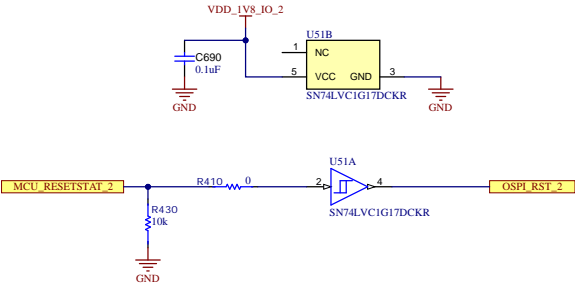 VDD_1V8_IO_2
U51B
1 NC
C690
0.1uF
5 VCC GND 3
SN74LVC1G17DCKR
GND
GND
U51A
MCU_RESETSTAT_2 R410 0 2 4 OSPI_RST_2
R430
10k
SN74LVC1G17DCKR
GND